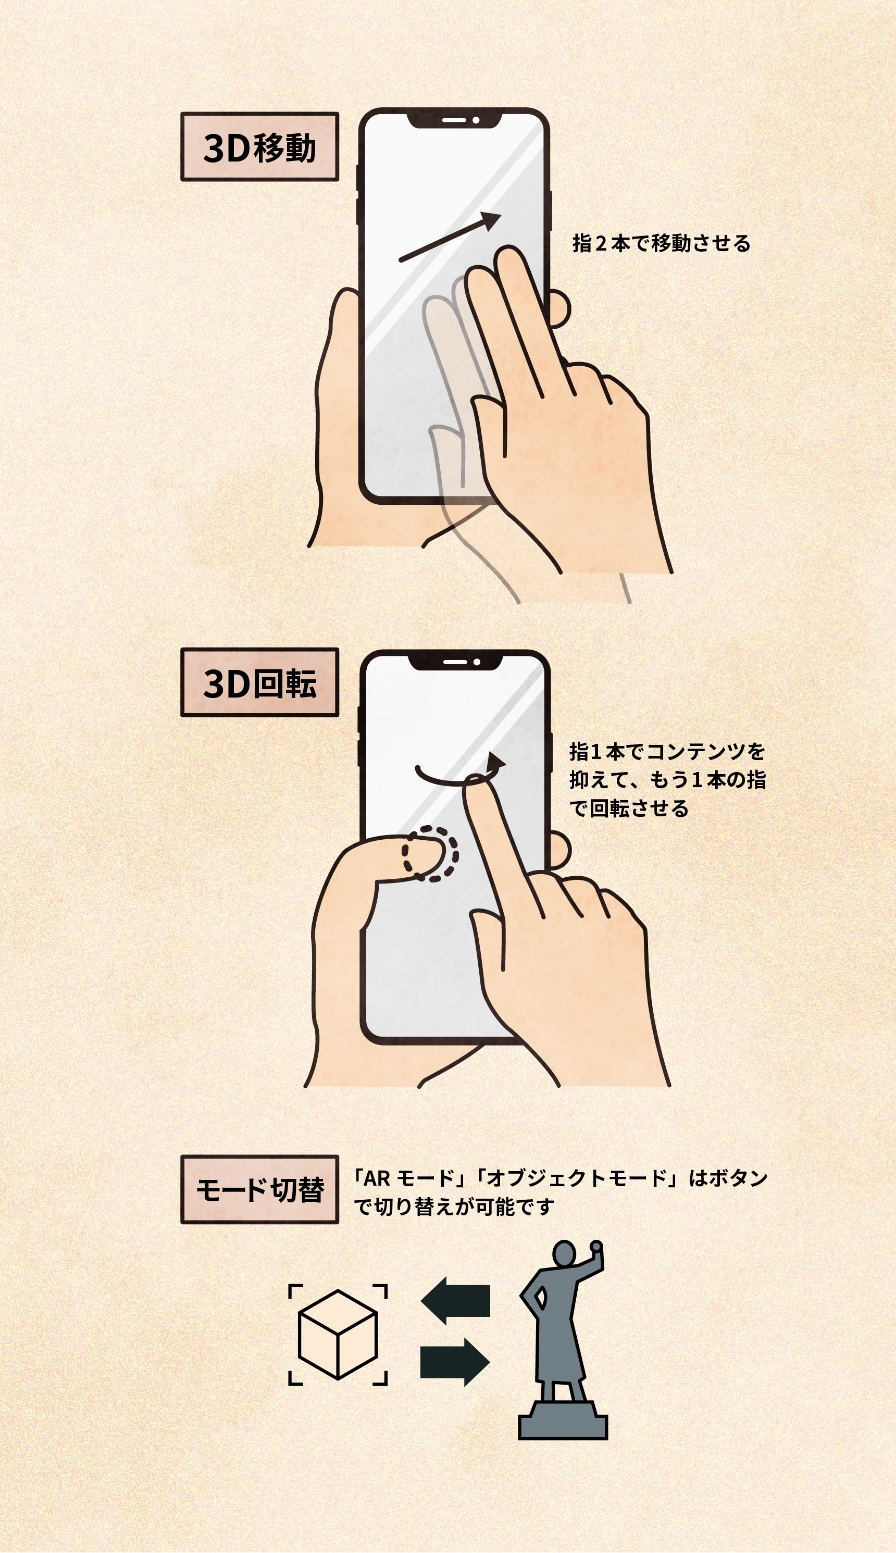 3D移動
指2本で移動させる
3D回転
指1本でコンテンツを
抑えて、もう1本の指
で回転させる
モード切替
「AR モード」「オブジェクトモード」はボタン
で切り替えが可能です